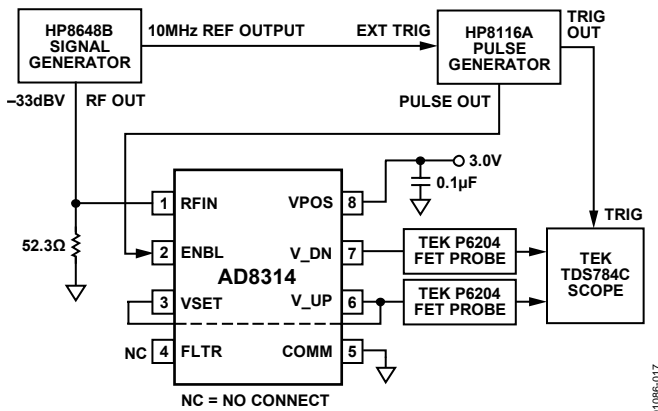 HP8648B
SIGNAL
GENERATOR
10MHz REF OUTPUT
EXT TRIG
HP8116A
PULSE
GENERATOR
TRIG
OUT
–33dBV
RF OUT
PULSE OUT
3.0V
0.1µF
TRIG
52.3Ω
1 RFIN
VPOS 8
2 ENBL
V_DN 7
AD8314
3 VSET
V_UP 6
NC 4 FLTR
COMM 5
TEK P6204
FET PROBE
TEK P6204
FET PROBE
TEK
TDS784C
SCOPE
NC = NO CONNECT